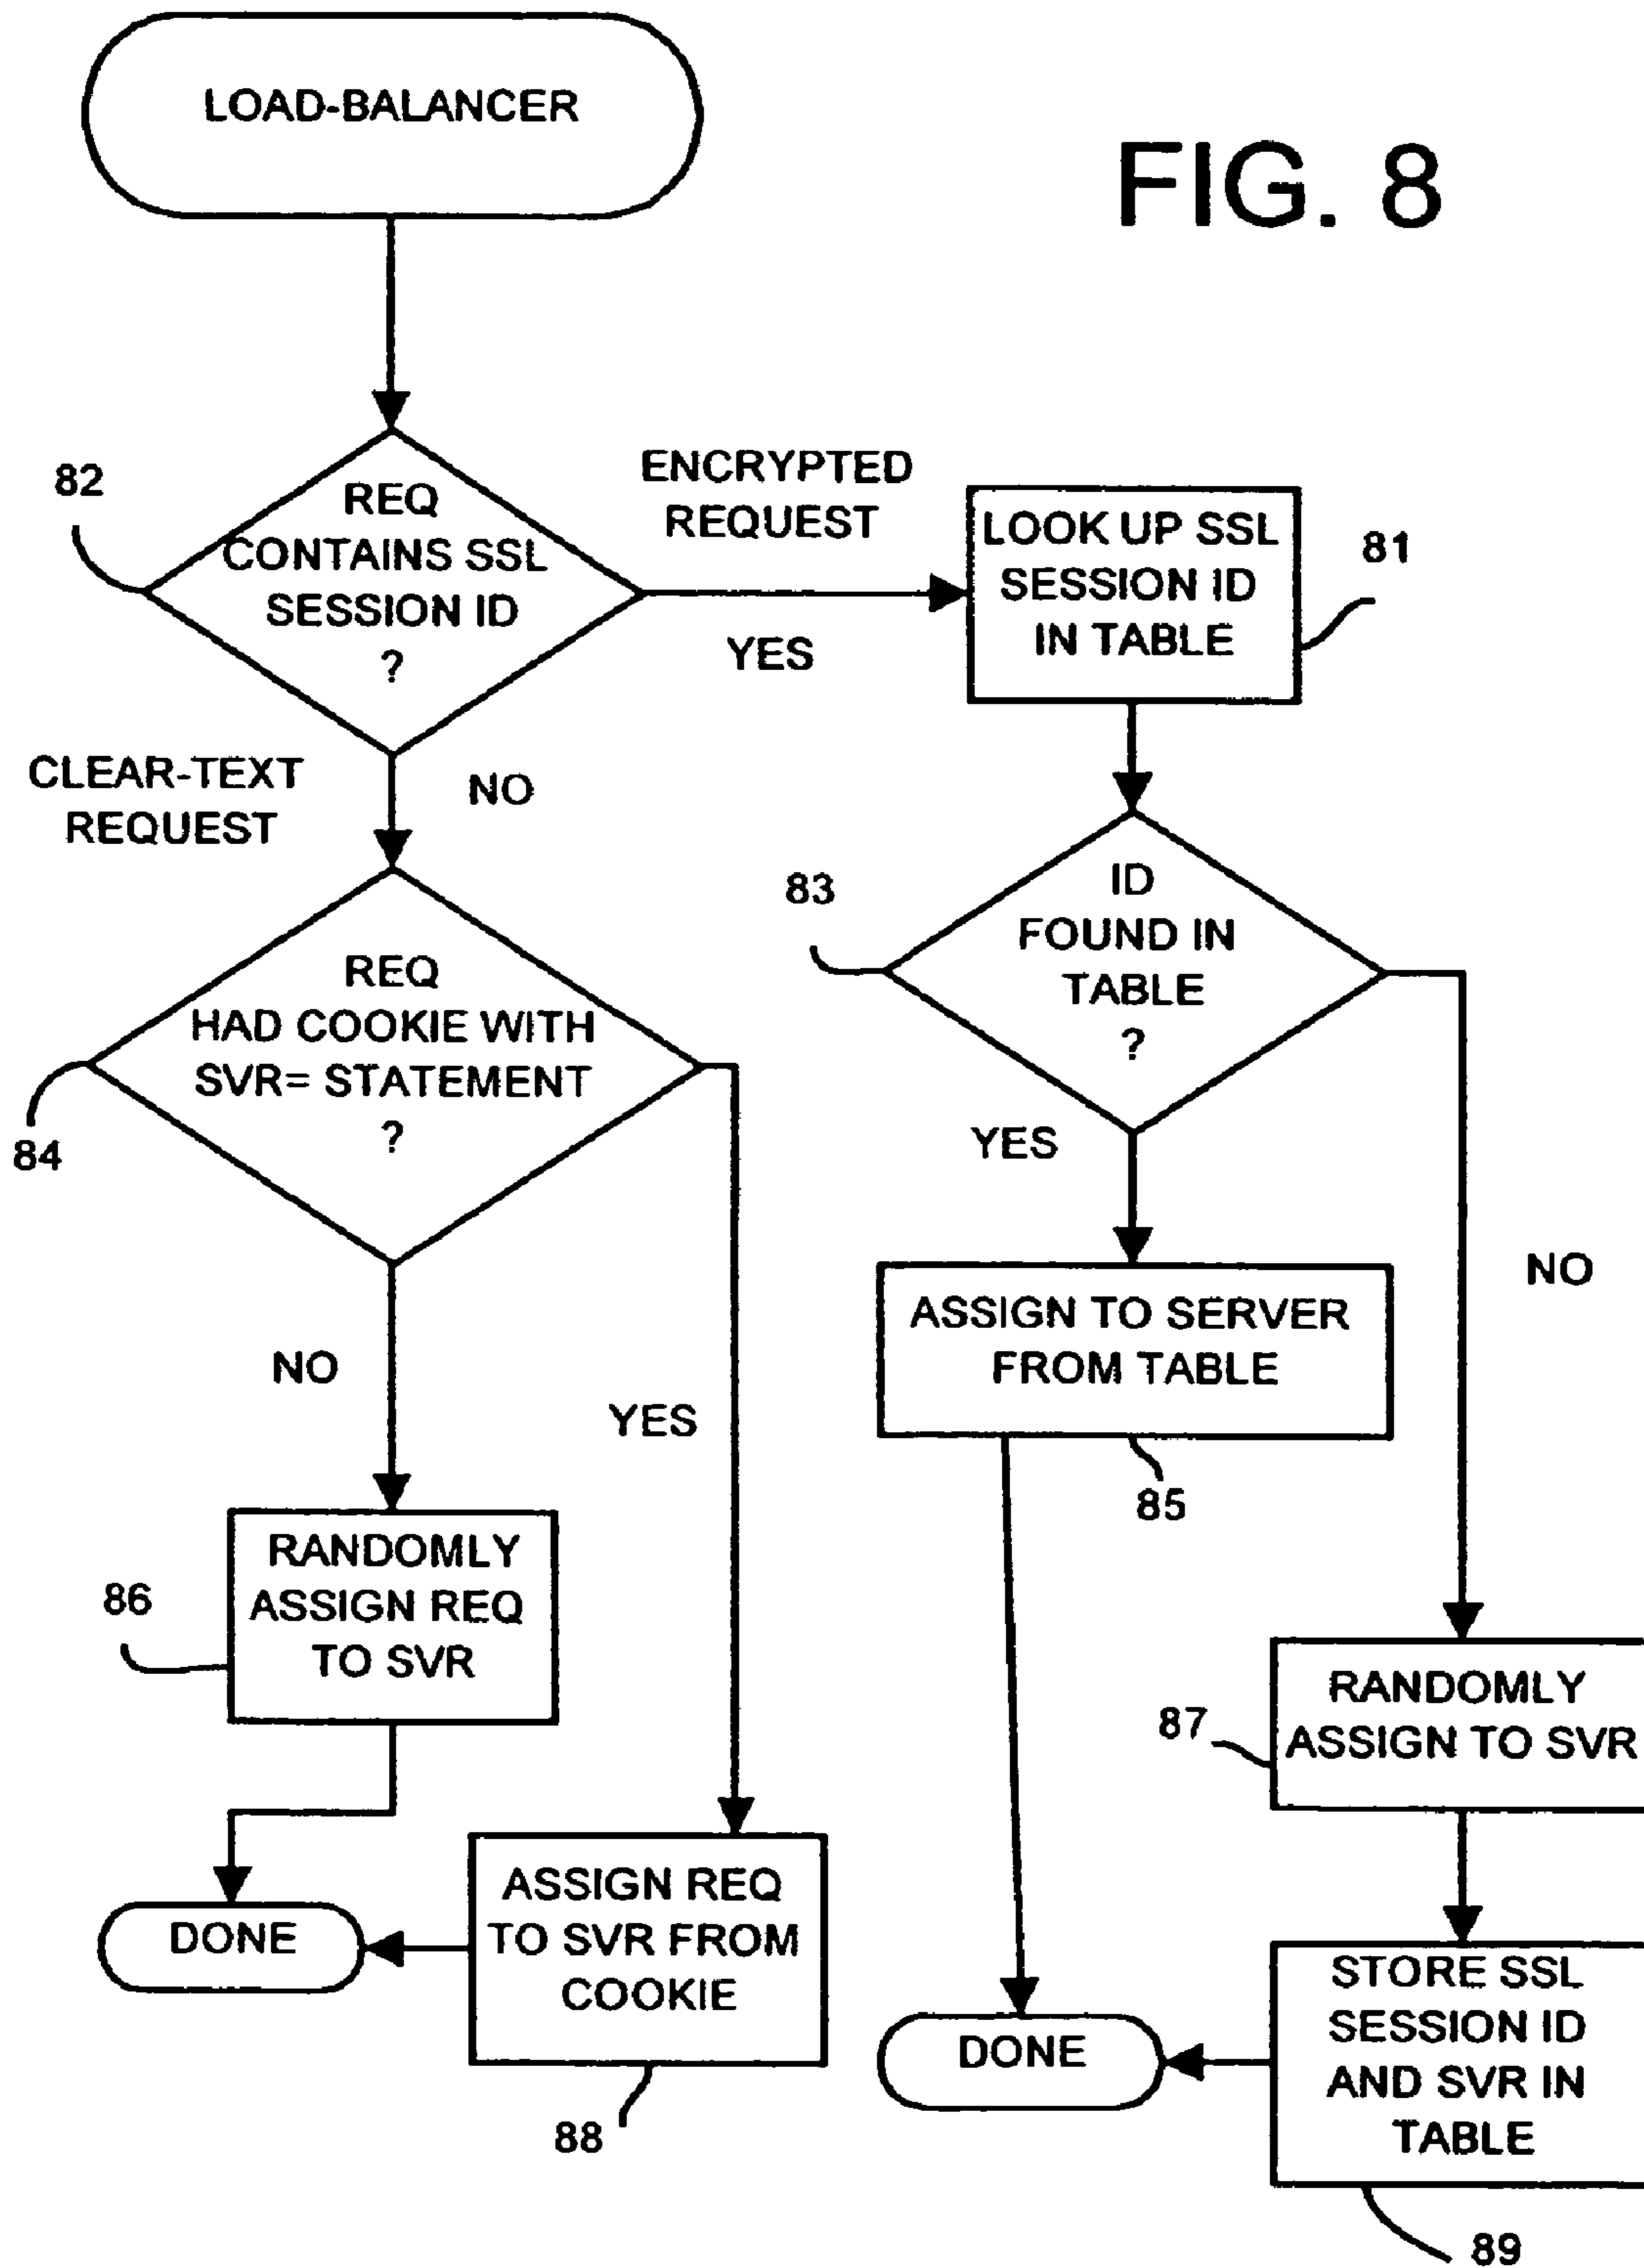 LOAD-BALANCER
FIG. 8
82
REQ
CONTAINS SSL
SESSION ID
?
ENCRYPTED
REQUEST
YES
LOOK UP SSL
SESSION ID
IN TABLE
81
CLEAR-TEXT
REQUEST
NO
83
ID
FOUND IN
TABLE
?
REQ
HAD COOKIE WITH
SVR= STATEMENT
?
84
YES
NO
ASSIGN TO SERVER
FROM TABLE
85
NO
YES
RANDOMLY
ASSIGN REQ
TO SVR
86
RANDOMLY
ASSIGN TO SVR
87
DONE
ASSIGN REQ
TO SVR FROM
COOKIE
88
DONE
STORE SSL
SESSION ID
AND SVR IN
TABLE
89